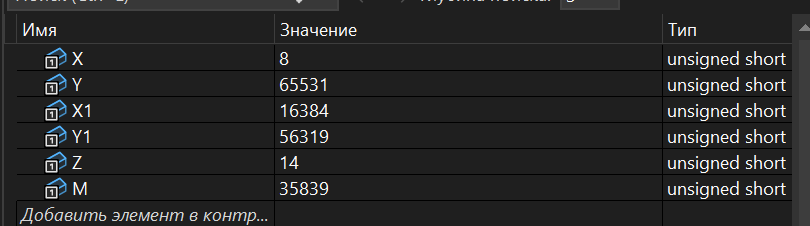 Имя Значение Тип
X 8 unsigned short
Y 65531 unsigned short
X1 16384 unsigned short
Y1 56319 unsigned short
Z 14 unsigned short
M 35839 unsigned short
Добавить элемент в контр...